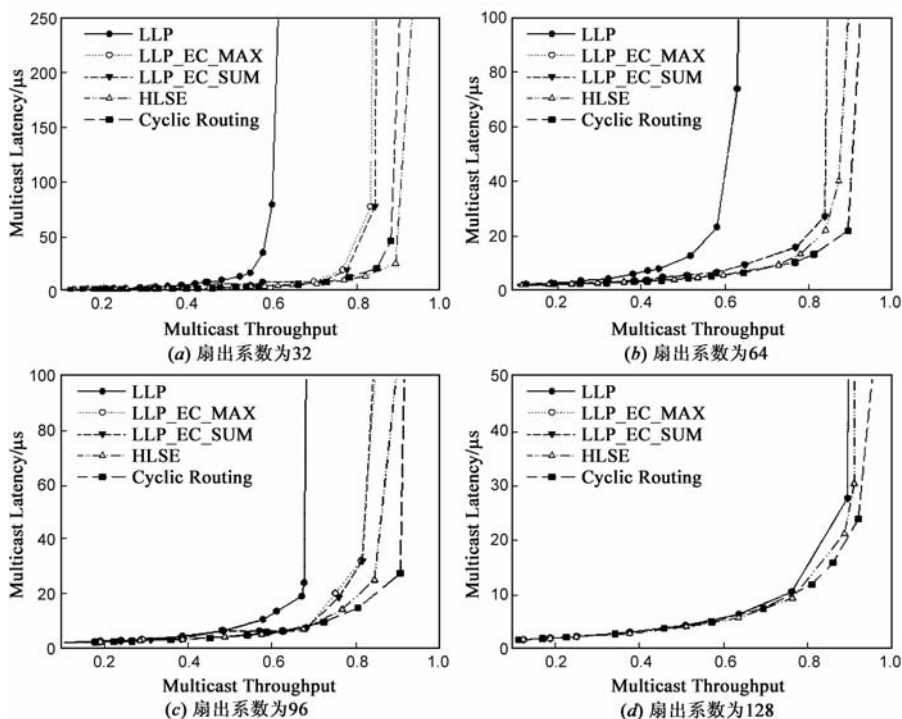 250
200
150
100
50
0
Multicast Latency/μs
LLP
LLP_EC_MAX
LLP_EC_SUM
HLSE
Cyclic Routing
0.2 0.4 0.6 0.8 1.0
Multicast Throughput
(a) 扇出系数为32
100
80
60
40
20
0
Multicast Latency/μs
LLP
LLP_EC_MAX
LLP_EC_SUM
HLSE
Cyclic Routing
0.2 0.4 0.6 0.8 1.0
Multicast Throughput
(b) 扇出系数为64
100
80
60
40
20
0
Multicast Latency/μs
LLP
LLP_EC_MAX
LLP_EC_SUM
HLSE
Cyclic Routing
0.2 0.4 0.6 0.8 1.0
Multicast Throughput
(c) 扇出系数为96
50
40
30
20
10
0
Multicast Latency/μs
LLP
LLP_EC_MAX
LLP_EC_SUM
HLSE
Cyclic Routing
0.2 0.4 0.6 0.8 1.0
Multicast Throughput
(d) 扇出系数为128